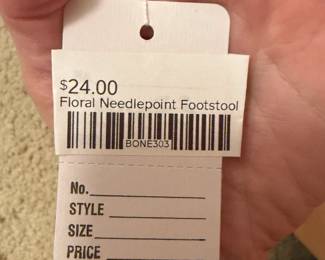 $24.00
Floral Needlepoint Footstool
BONE303
No.
STYLE
SIZE
PRICE